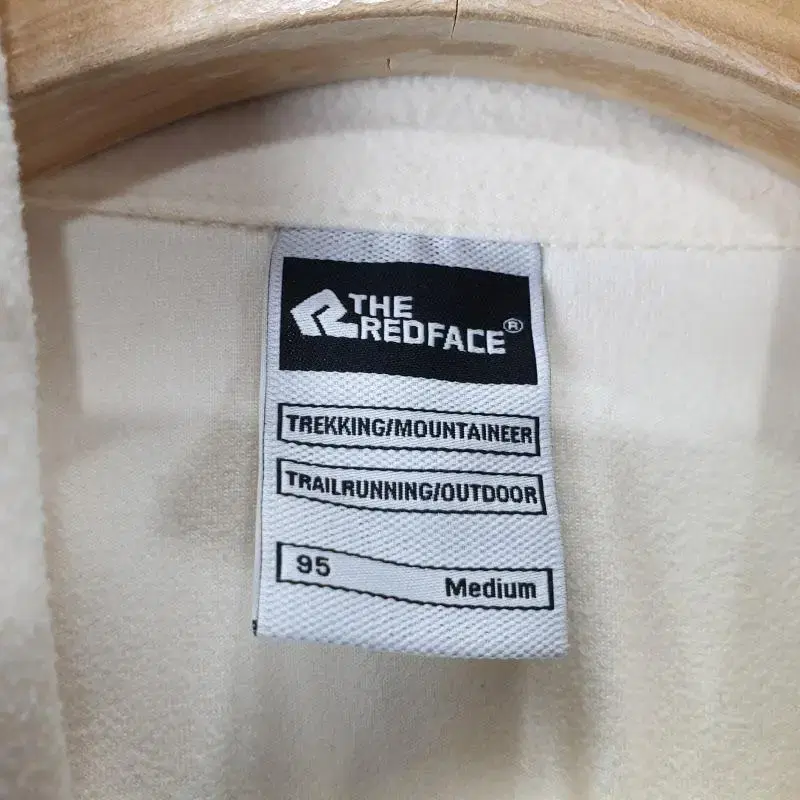 THE
REDFACE®
TREKKING/MOUNTAINEER
TRAILRUNNING/OUTDOOR
95 Medium